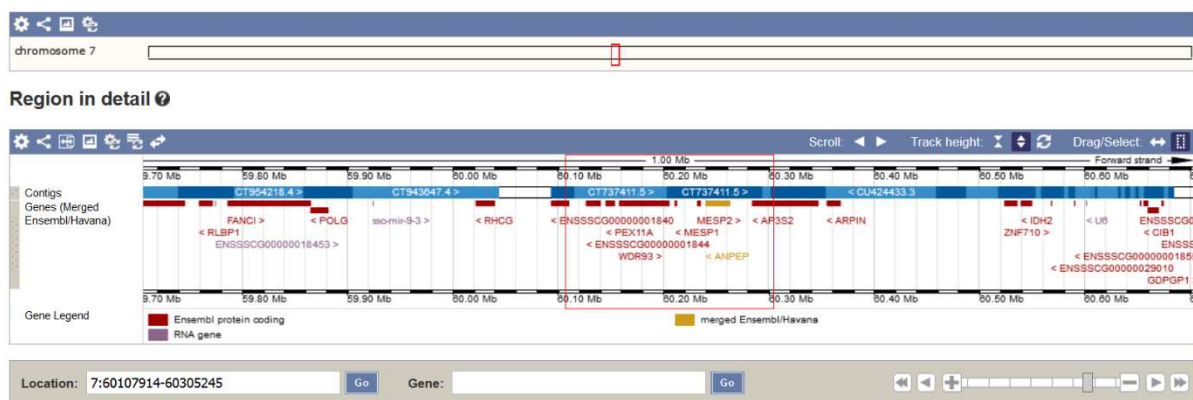 chromosome 7
Region in detail
Scroll: Track height: Drag/Select:
1.00 Mb Forward strand
9.70 Mb 59.80 Mb 59.90 Mb 60.00 Mb 60.10 Mb 60.20 Mb 60.30 Mb 60.40 Mb 60.50 Mb 60.60 Mb
Contigs CT954218.4 > CT943647.4 > CT737411.5 > CT737411.5 > < CU424433.3
Genes (Merged
Ensembl/Havana)
FANCI > < POLG sso-mir-9-3 > < RHCG < ENSSSCG00000001840 MESP2 > < AP3S2 < ARPIN < IDH2 < U6 ENSSSCG0
< RLBP1 < PEX11A < MESP1 ZNF710 > < CIB1
ENSSSCG00000018453 > < ENSSSCG00000001844 ENSSS
WDR93 > < ANPEP < ENSSSCG0000000185
< ENSSSCG00000029010
GDPGP1
9.70 Mb 59.80 Mb 59.90 Mb 60.00 Mb 60.10 Mb 60.20 Mb 60.30 Mb 60.40 Mb 60.50 Mb 60.60 Mb
Gene Legend
Ensembl protein coding merged Ensembl/Havana
RNA gene
Location: 7:60107914-60305245 Go Gene: Go